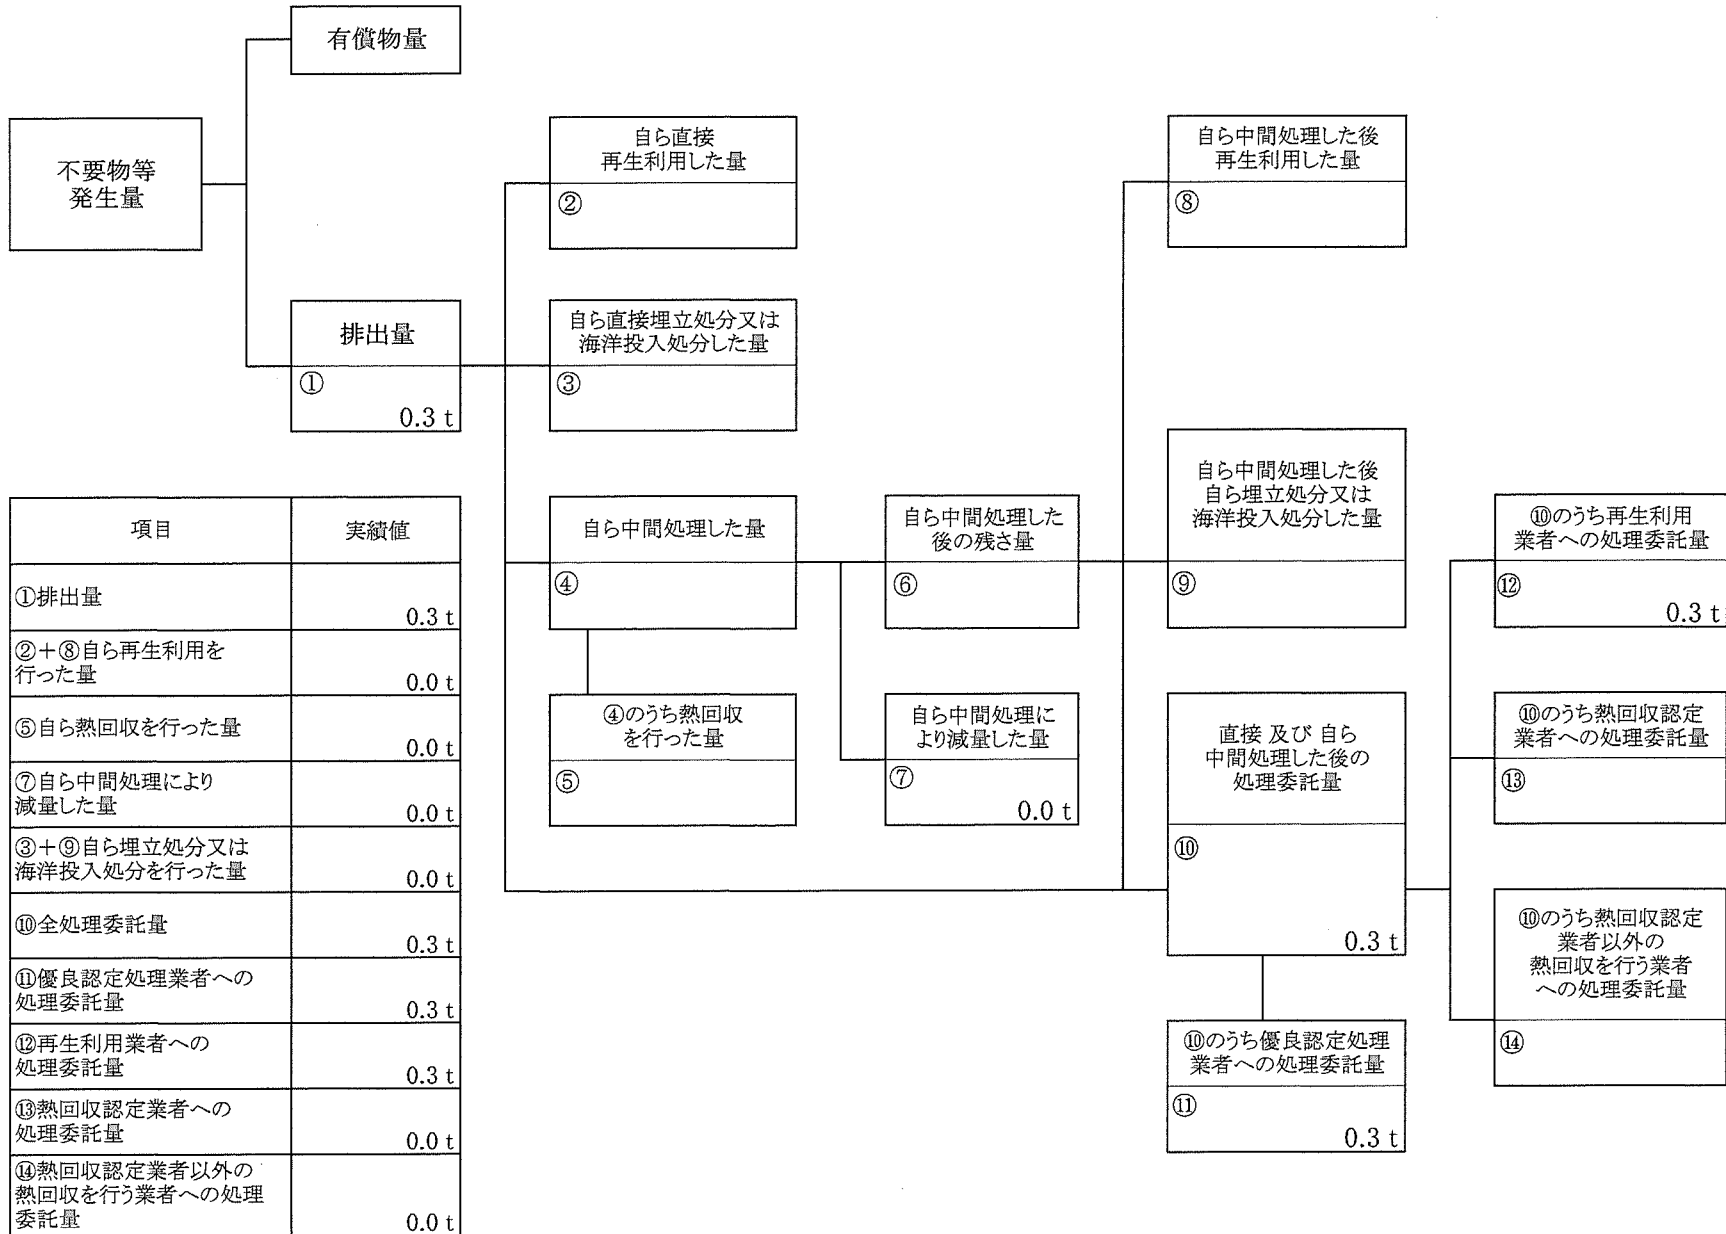 有償物量
不要物等
発生量
排出量
①
0.3 t
自ら直接
再生利用した量
②
自ら直接埋立処分又は
海洋投入処分した量
③
自ら中間処理した量
④
④のうち熱回収
を行った量
⑤
自ら中間処理した
後の残さ量
⑥
自ら中間処理に
より減量した量
⑦
0.0 t
自ら中間処理した後
再生利用した量
⑧
自ら中間処理した後
自ら埋立処分又は
海洋投入処分した量
⑨
直接 及び 自ら
中間処理した後の
処理委託量
⑩
0.3 t
⑩のうち優良認定処理
業者への処理委託量
⑪
0.3 t
⑩のうち再生利用
業者への処理委託量
⑫
0.3 t
⑩のうち熱回収認定
業者への処理委託量
⑬
⑩のうち熱回収認定
業者以外の
熱回収を行う業者
への処理委託量
⑭
項目 実績値
①排出量
0.3 t
②+⑧自ら再生利用を
行った量
0.0 t
⑤自ら熱回収を行った量
0.0 t
⑦自ら中間処理により
減量した量
0.0 t
③+⑨自ら埋立処分又は
海洋投入処分を行った量
0.0 t
⑩全処理委託量
0.3 t
⑪優良認定処理業者への
処理委託量
0.3 t
⑫再生利用業者への
処理委託量
0.3 t
⑬熱回収認定業者への
処理委託量
0.0 t
⑭熱回収認定業者以外の
熱回収を行う業者への処理
委託量
0.0 t